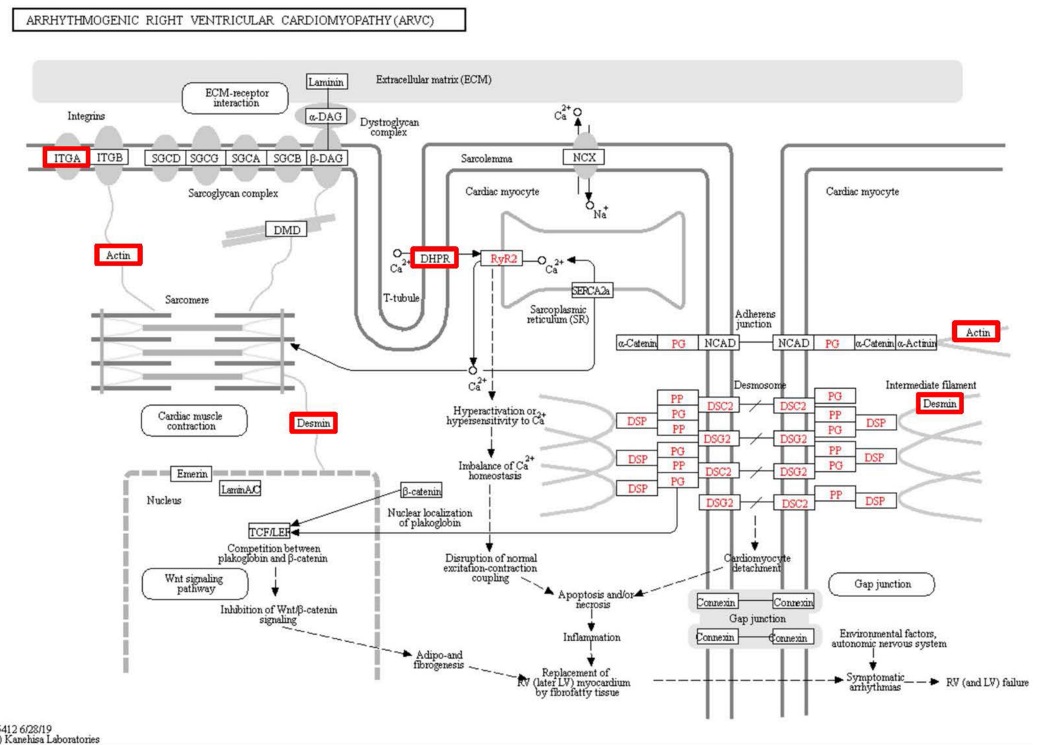 ARRHYTHMOGENIC RIGHT VENTRICULAR CARDIOMYOPATHY (ARVC)
Extracellular matrix (ECM)
Laminin
ECM-receptor
interaction
α-DAG
Dystroglycan
complex
Integrins
Ca2+
ITGA
ITGB
SGCD
SGCG
SGCA
SGCB
β-DAG
Sarcolemma
NCX
Sarcoglycan complex
Cardiac myocyte
Cardiac myocyte
Na+
DMD
Actin
Ca2+
DHPR
RyR2
Ca2+
SERCA2a
T-tubule
Sarcoplasmic
reticulum (SR)
Sarcomere
Adherens
junction
α-Catenin
PG
NCAD
NCAD
PG
α-Catenin
α-Actinin
Actin
Ca2+
Desmosome
Intermediate filament
Desmin
Cardiac muscle
contraction
Desmin
Hyperactivation or
hypersensitivity to Ca2+
PP
PG
PP
DSP
DSC2
DSC2
PG
PP
PG
DSP
DSG2
DSG2
Imbalance of Ca2+
homeostasis
DSP
PG
PP
PG
DSP
DSC2
DSG2
PP
PG
DSP
DSG2
DSC2
PP
DSP
Emerin
Lamin A/C
Nucleus
β-catenin
Nuclear localization
of plakoglobin
TCF/LEF
Competition between
plakoglobin and β-catenin
Disruption of normal
excitation-contraction
coupling
Cardiomyocyte
detachment
Wnt signaling
pathway
Gap junction
Inhibition of Wnt/β-catenin
signaling
Apoptosis and/or
necrosis
Connexin
Connexin
Gap junction
Connexin
Connexin
Inflammation
Environmental factors,
autonomic nervous system
Adipo-and
fibrogenesis
Replacement of
RV (later LV) myocardium
by fibrofatty tissue
Symptomatic
arrhythmias
RV (and LV) failure
5412 6/28/19
) Kanehisa Laboratories